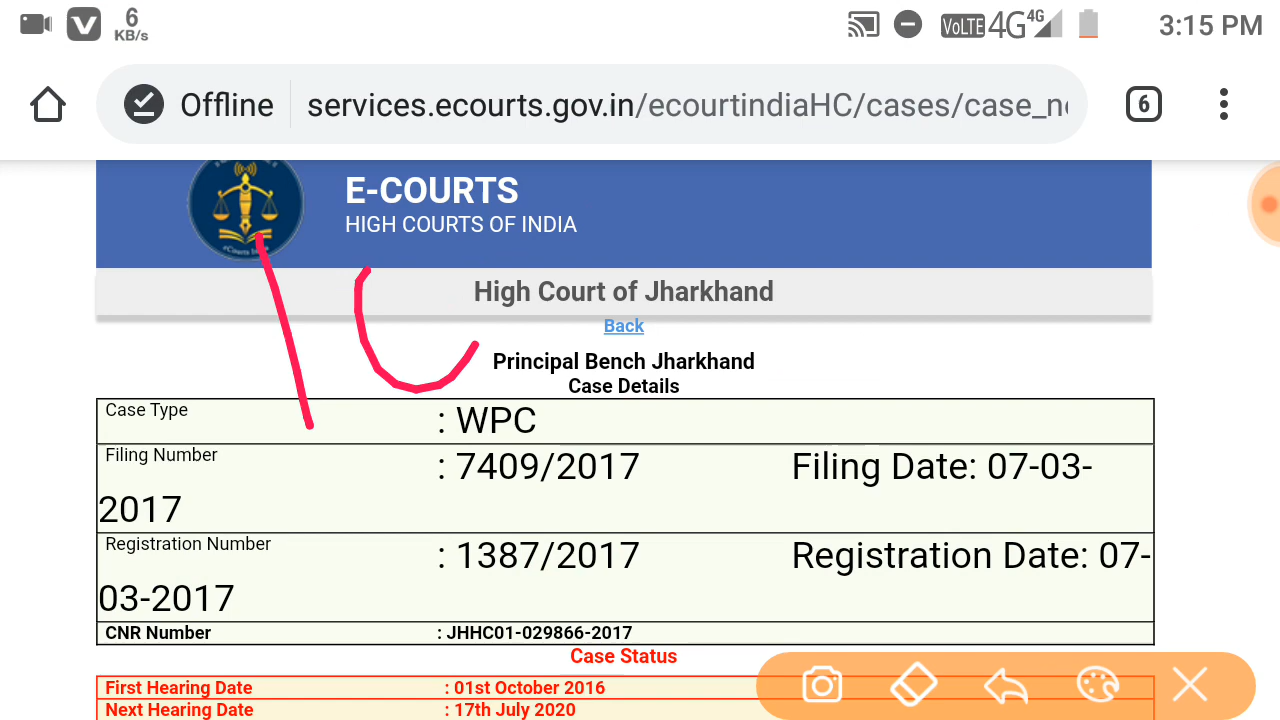 6
KB/s
VoLTE 4G 4G
3:15 PM
Offline
services.ecourts.gov.in/ecourtindiaHC/cases/case_n
6
E-COURTS
HIGH COURTS OF INDIA
High Court of Jharkhand
Back
Principal Bench Jharkhand
Case Details
Case Type : WPC
Filing Number : 7409/2017 Filing Date: 07-03-
2017
Registration Number : 1387/2017 Registration Date: 07-
03-2017
CNR Number : JHHC01-029866-2017
Case Status
First Hearing Date : 01st October 2016
Next Hearing Date : 17th July 2020